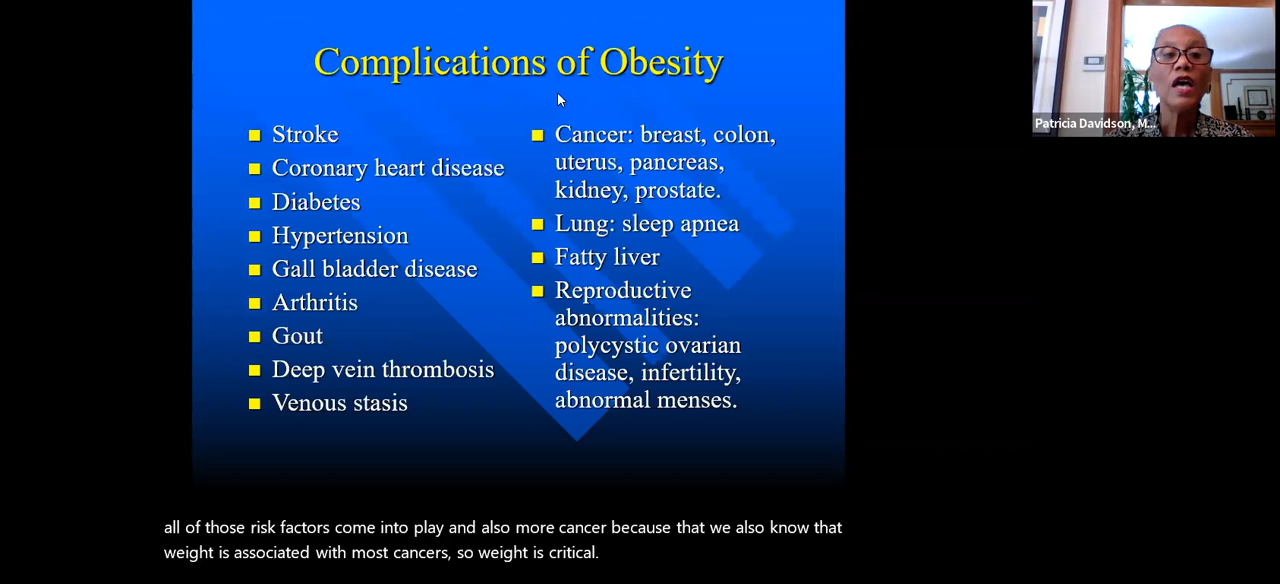 Complications of Obesity
Stroke
Coronary heart disease
Diabetes
Hypertension
Gall bladder disease
Arthritis
Gout
Deep vein thrombosis
Venous stasis
Cancer: breast, colon,
uterus, pancreas,
kidney, prostate.
Lung: sleep apnea
Fatty liver
Reproductive
abnormalities:
polycystic ovarian
disease, infertility,
abnormal menses.
Patricia Davidson, M...
all of those risk factors come into play and also more cancer because that we also know that
weight is associated with most cancers, so weight is critical.